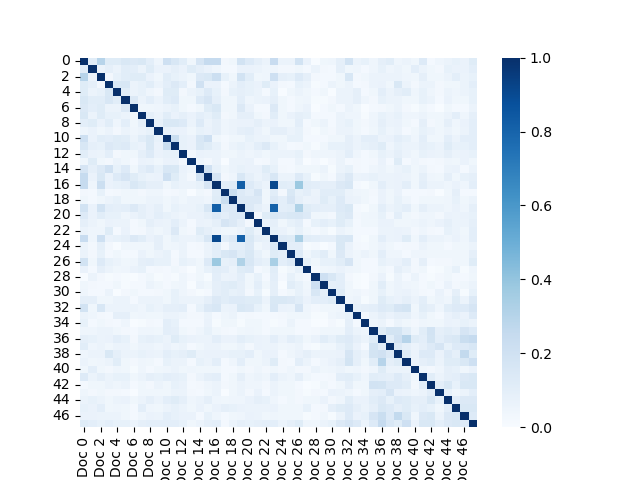 0
2
4
6
8
10
12
14
16
18
20
22
24
26
28
30
32
34
36
38
40
42
44
46
Doc 0
Doc 2
Doc 4
Doc 6
Doc 8
Doc 10
Doc 12
Doc 14
Doc 16
Doc 18
Doc 20
Doc 22
Doc 24
Doc 26
Doc 28
Doc 30
Doc 32
Doc 34
Doc 36
Doc 38
Doc 40
Doc 42
Doc 44
Doc 46
1.0
0.8
0.6
0.4
0.2
0.0